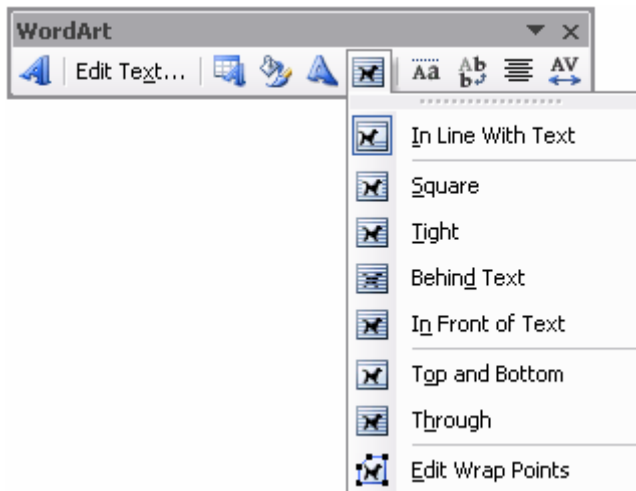 WordArt
Edit Text...
Aa Ab b AV
In Line With Text
Square
Tight
Behind Text
In Front of Text
Top and Bottom
Through
Edit Wrap Points